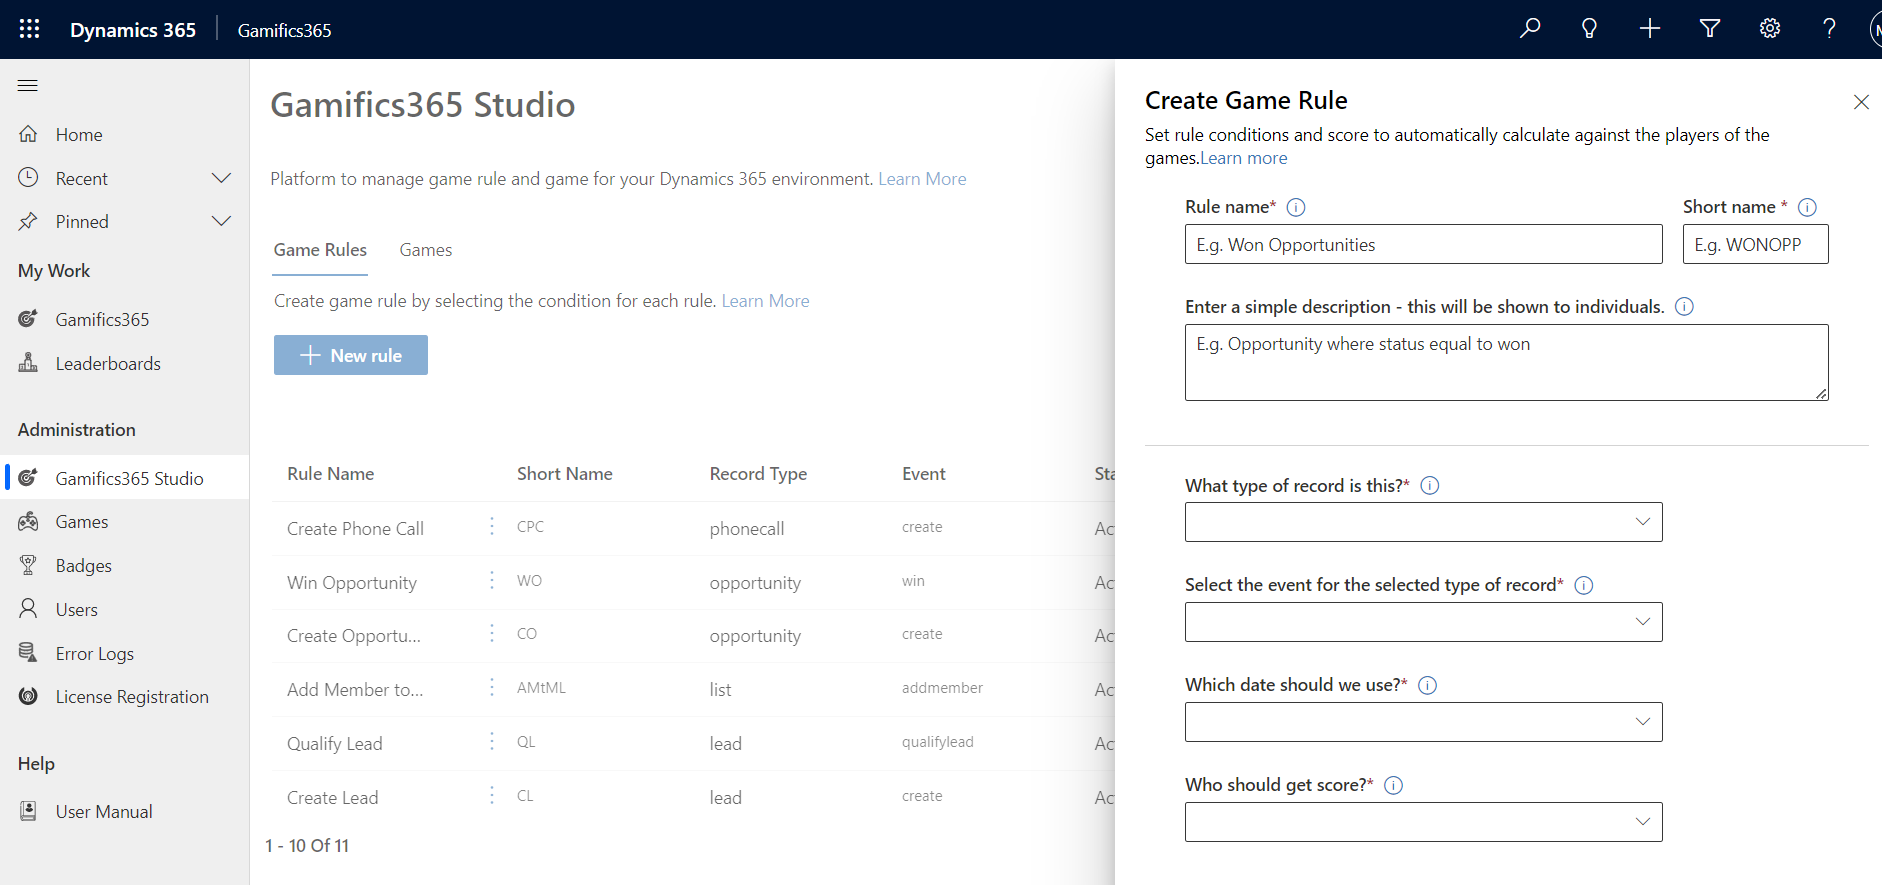 Dynamics 365
Gamifics365
Home
Recent
Pinned
My Work
Gamifics365
Leaderboards
Administration
Gamifics365 Studio
Games
Badges
Users
Error Logs
License Registration
Help
User Manual
Gamifics365 Studio
Platform to manage game rule and game for your Dynamics 365 environment. Learn More
Game Rules Games
Create game rule by selecting the condition for each rule. Learn More
New rule
Rule Name Short Name Record Type Event Sta
Create Phone Call CPC phonecall create Ac
Win Opportunity WO opportunity win Ac
Create Opportu... CO opportunity create Ac
Add Member to... AMtML list addmember Ac
Qualify Lead QL lead qualifylead Ac
Create Lead CL lead create Ac
1 - 10 Of 11
Create Game Rule
Set rule conditions and score to automatically calculate against the players of the
games.Learn more
Rule name* Short name *
E.g. Won Opportunities E.g. WONOPP
Enter a simple description - this will be shown to individuals.
E.g. Opportunity where status equal to won
What type of record is this?*
Select the event for the selected type of record*
Which date should we use?*
Who should get score?*